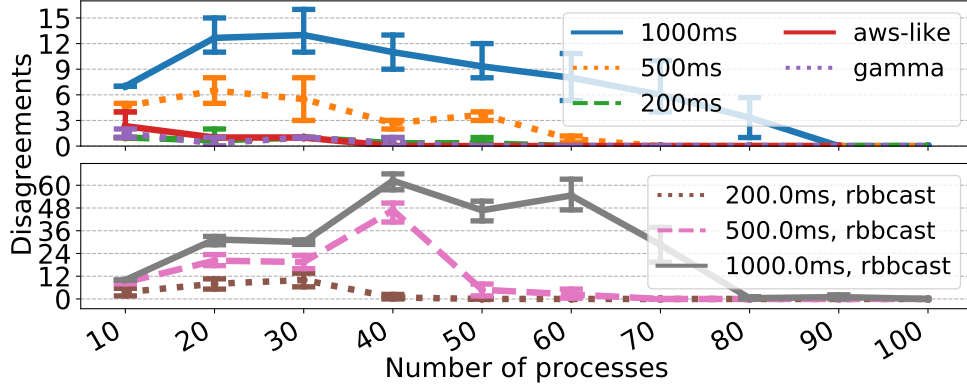 15
12
9
6
3
0
1000ms
500ms
200ms
aws-like
gamma
Disagreements
60
48
36
24
12
0
200.0ms, rbbcast
500.0ms, rbbcast
1000.0ms, rbbcast
10 20 30 40 50 60 70 80 90 100
Number of processes